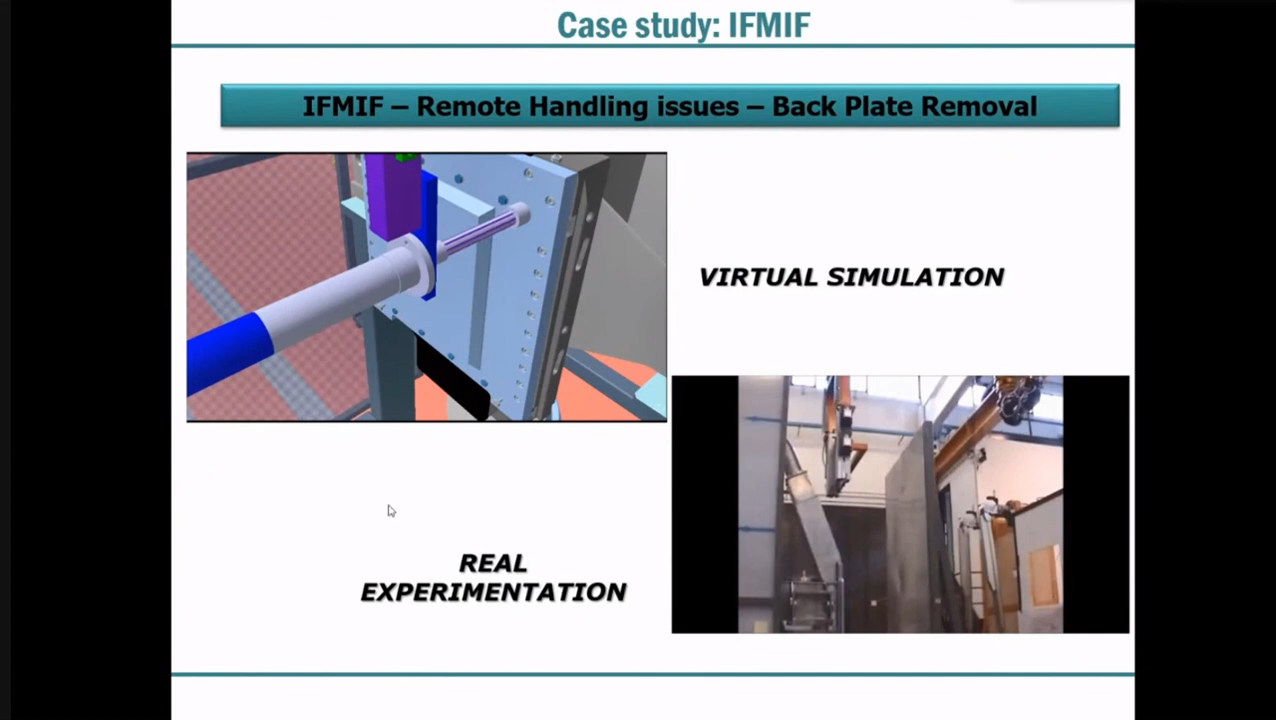 Case study: IFMIF
IFMIF – Remote Handling issues – Back Plate Removal
VIRTUAL SIMULATION
REAL
EXPERIMENTATION